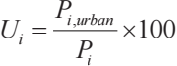 U_i = P_{i,urban} / P_i × 100